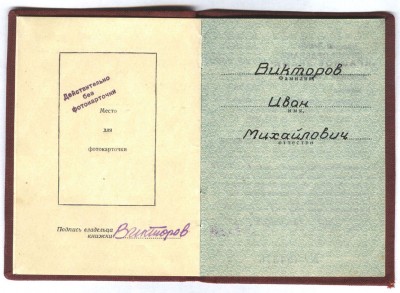 Действительно
без
фотокарточки
Место
для
фотокарточки
Подпись владельца
книжки Викторов
Викторов
Фамилия
Иван
имя,
Михайлович
отчество